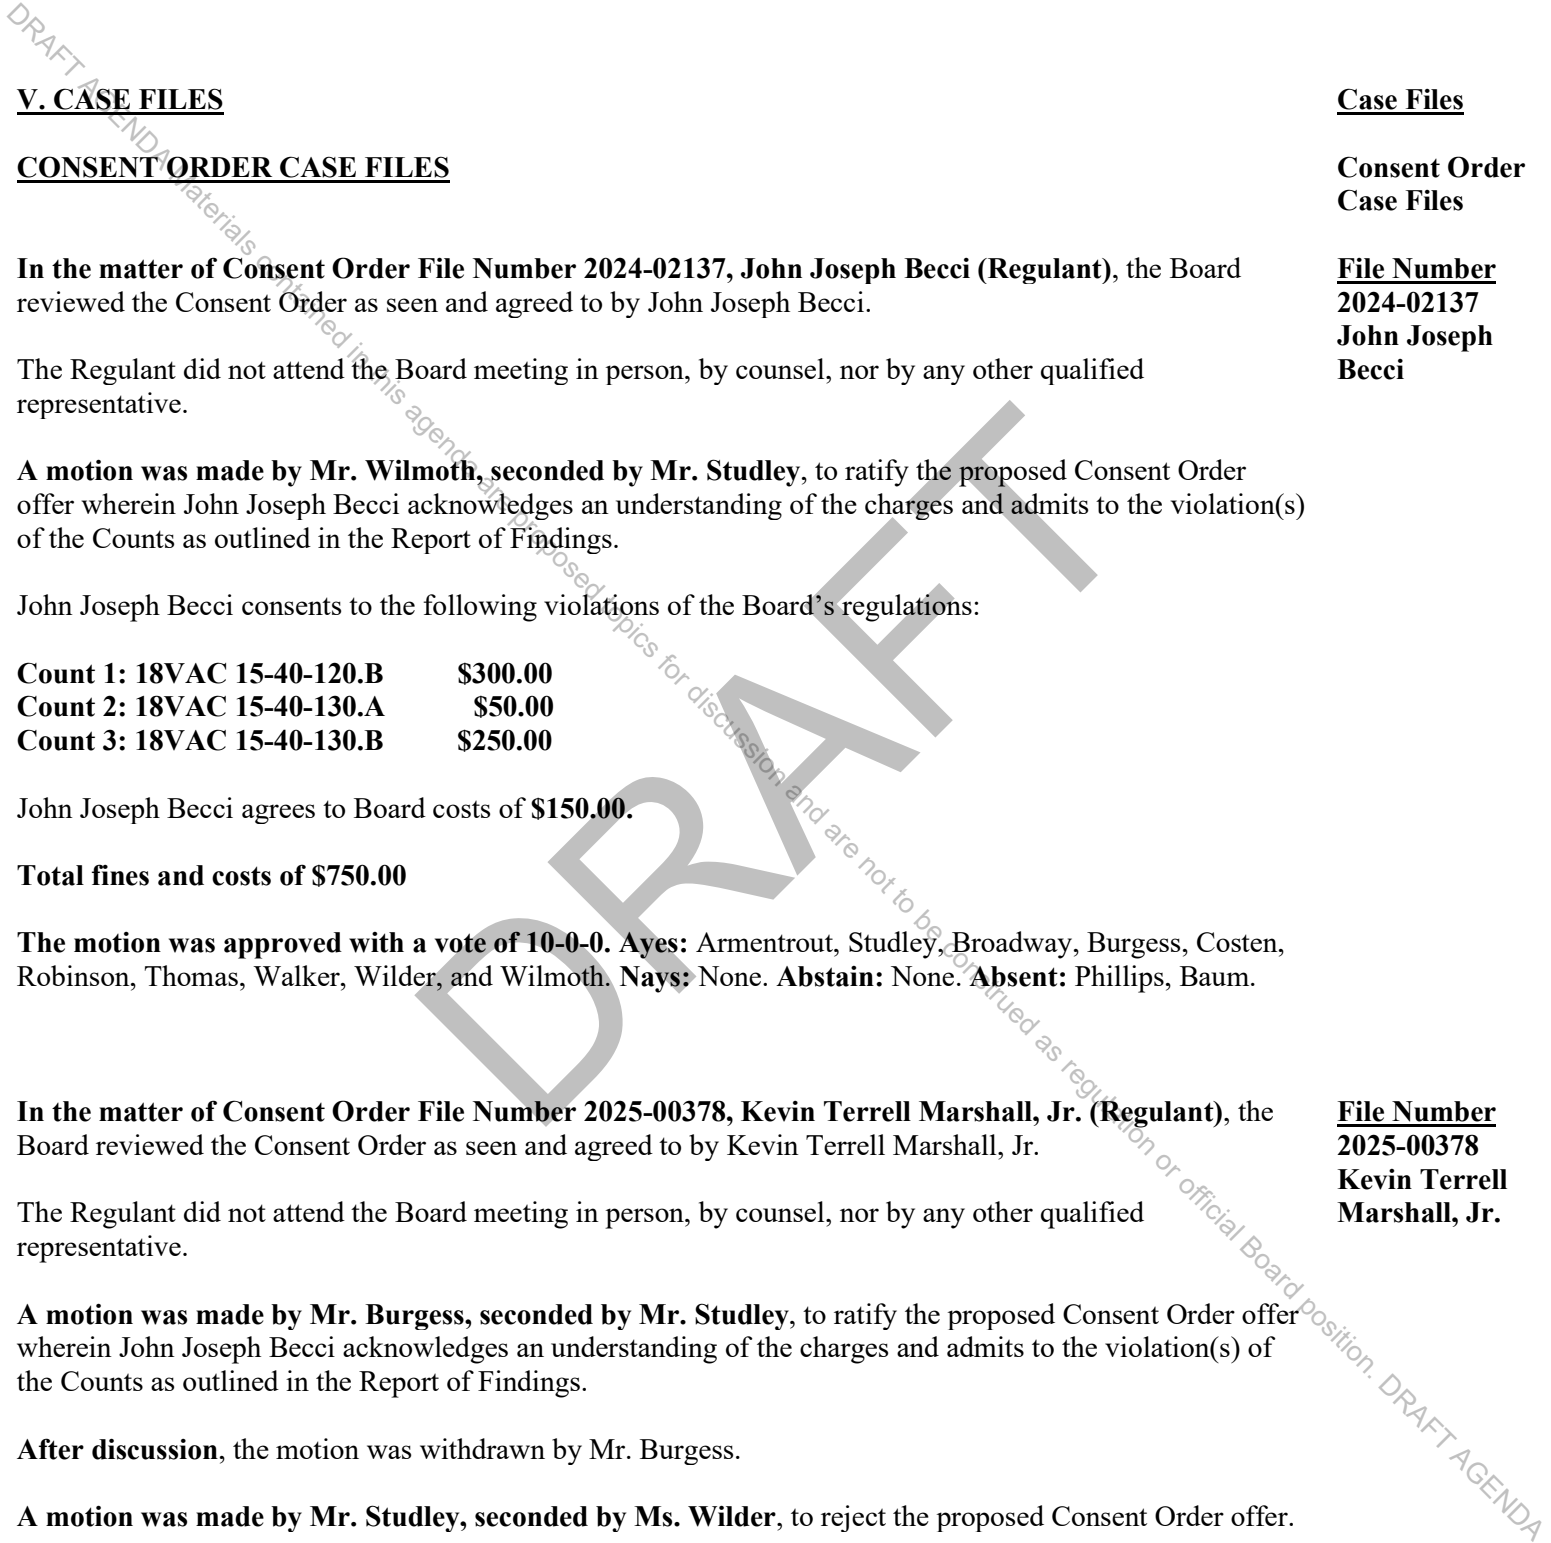 V. CASE FILES
Case Files
CONSENT ORDER CASE FILES
Consent Order
Case Files
In the matter of Consent Order File Number 2024-02137, John Joseph Becci (Regulant), the Board
reviewed the Consent Order as seen and agreed to by John Joseph Becci.
File Number
2024-02137
John Joseph
Becci
The Regulant did not attend the Board meeting in person, by counsel, nor by any other qualified
representative.
A motion was made by Mr. Wilmoth, seconded by Mr. Studley, to ratify the proposed Consent Order
offer wherein John Joseph Becci acknowledges an understanding of the charges and admits to the violation(s)
of the Counts as outlined in the Report of Findings.
John Joseph Becci consents to the following violations of the Board's regulations:
Count 1: 18VAC 15-40-120.B $300.00
Count 2: 18VAC 15-40-130.A $50.00
Count 3: 18VAC 15-40-130.B $250.00
John Joseph Becci agrees to Board costs of $150.00.
Total fines and costs of $750.00
The motion was approved with a vote of 10-0-0. Ayes: Armentrout, Studley, Broadway, Burgess, Costen,
Robinson, Thomas, Walker, Wilder, and Wilmoth. Nays: None. Abstain: None. Absent: Phillips, Baum.
In the matter of Consent Order File Number 2025-00378, Kevin Terrell Marshall, Jr. (Regulant), the
Board reviewed the Consent Order as seen and agreed to by Kevin Terrell Marshall, Jr.
File Number
2025-00378
Kevin Terrell
Marshall, Jr.
The Regulant did not attend the Board meeting in person, by counsel, nor by any other qualified
representative.
A motion was made by Mr. Burgess, seconded by Mr. Studley, to ratify the proposed Consent Order offer
wherein John Joseph Becci acknowledges an understanding of the charges and admits to the violation(s) of
the Counts as outlined in the Report of Findings.
After discussion, the motion was withdrawn by Mr. Burgess.
A motion was made by Mr. Studley, seconded by Ms. Wilder, to reject the proposed Consent Order offer.
DRAFT
DRAFT AGENDA Materials contained in this agenda are proposed topics for discussion and are not to be construed as regulation or official Board position. DRAFT AGENDA